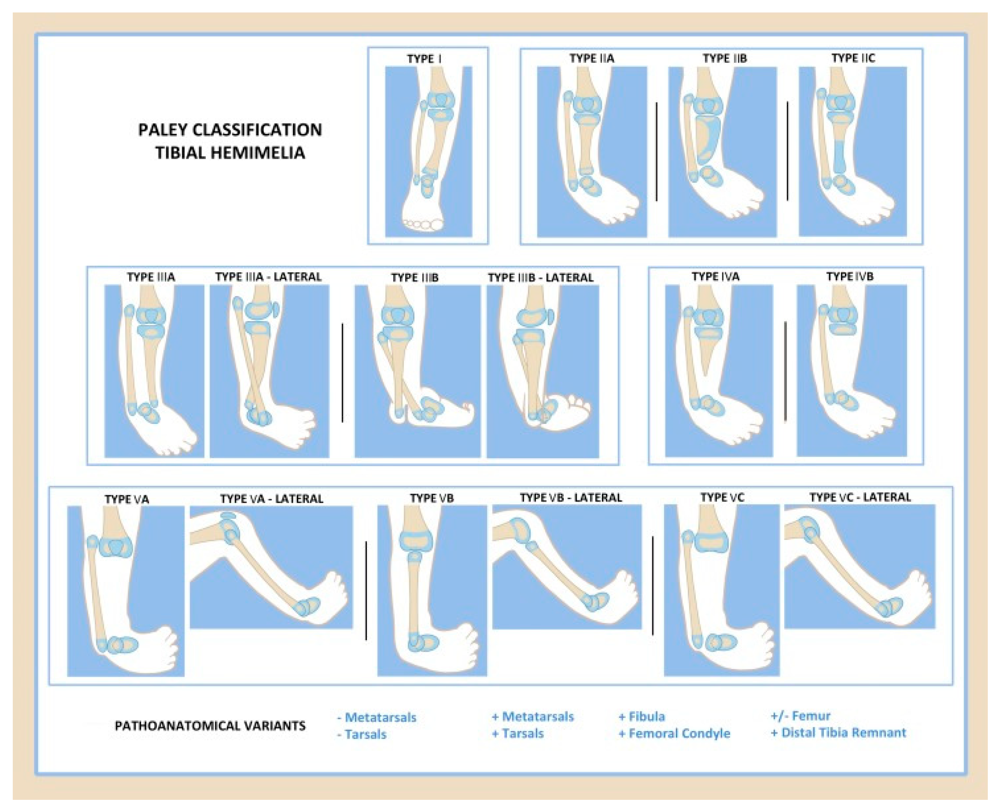 PALEY CLASSIFICATION
TIBIAL HEMIMELIA
TYPE I
TYPE IIA
TYPE IIB
TYPE IIC
TYPE IIIA
TYPE IIIA - LATERAL
TYPE IIIB
TYPE IIIB - LATERAL
TYPE IVA
TYPE IVB
TYPE VA
TYPE VA - LATERAL
TYPE VB
TYPE VB - LATERAL
TYPE VC
TYPE VC - LATERAL
PATHOANATOMICAL VARIANTS
- Metatarsals
- Tarsals
+ Metatarsals
+ Tarsals
+ Fibula
+ Femoral Condyle
+/- Femur
+ Distal Tibia Remnant